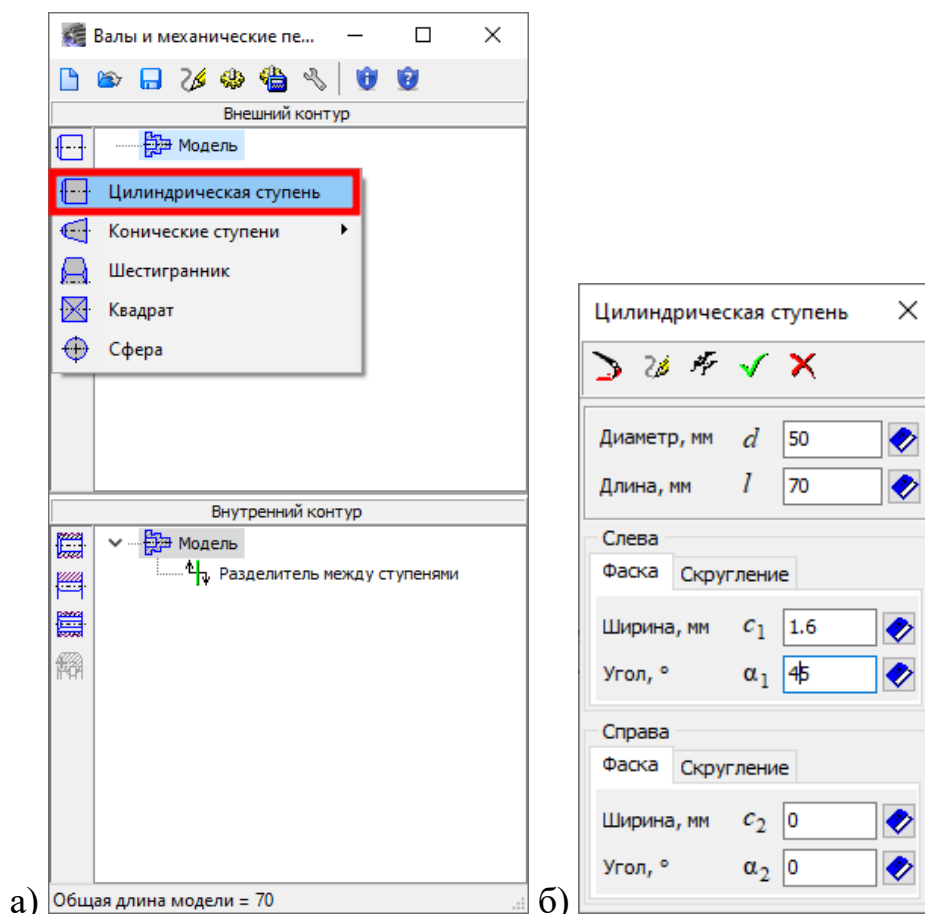 Валы и механические пе...
Внешний контур
Модель
Цилиндрическая ступень
Конические ступени
Шестигранник
Квадрат
Сфера
Внутренний контур
Модель
Разделитель между ступенями
а) Общая длина модели = 70
б)
Цилиндрическая ступень
Диаметр, мм d 50
Длина, мм l 70
Слева
Фаска Скругление
Ширина, мм c1 1.6
Угол, ° α1 45
Справа
Фаска Скругление
Ширина, мм c2 0
Угол, ° α2 0